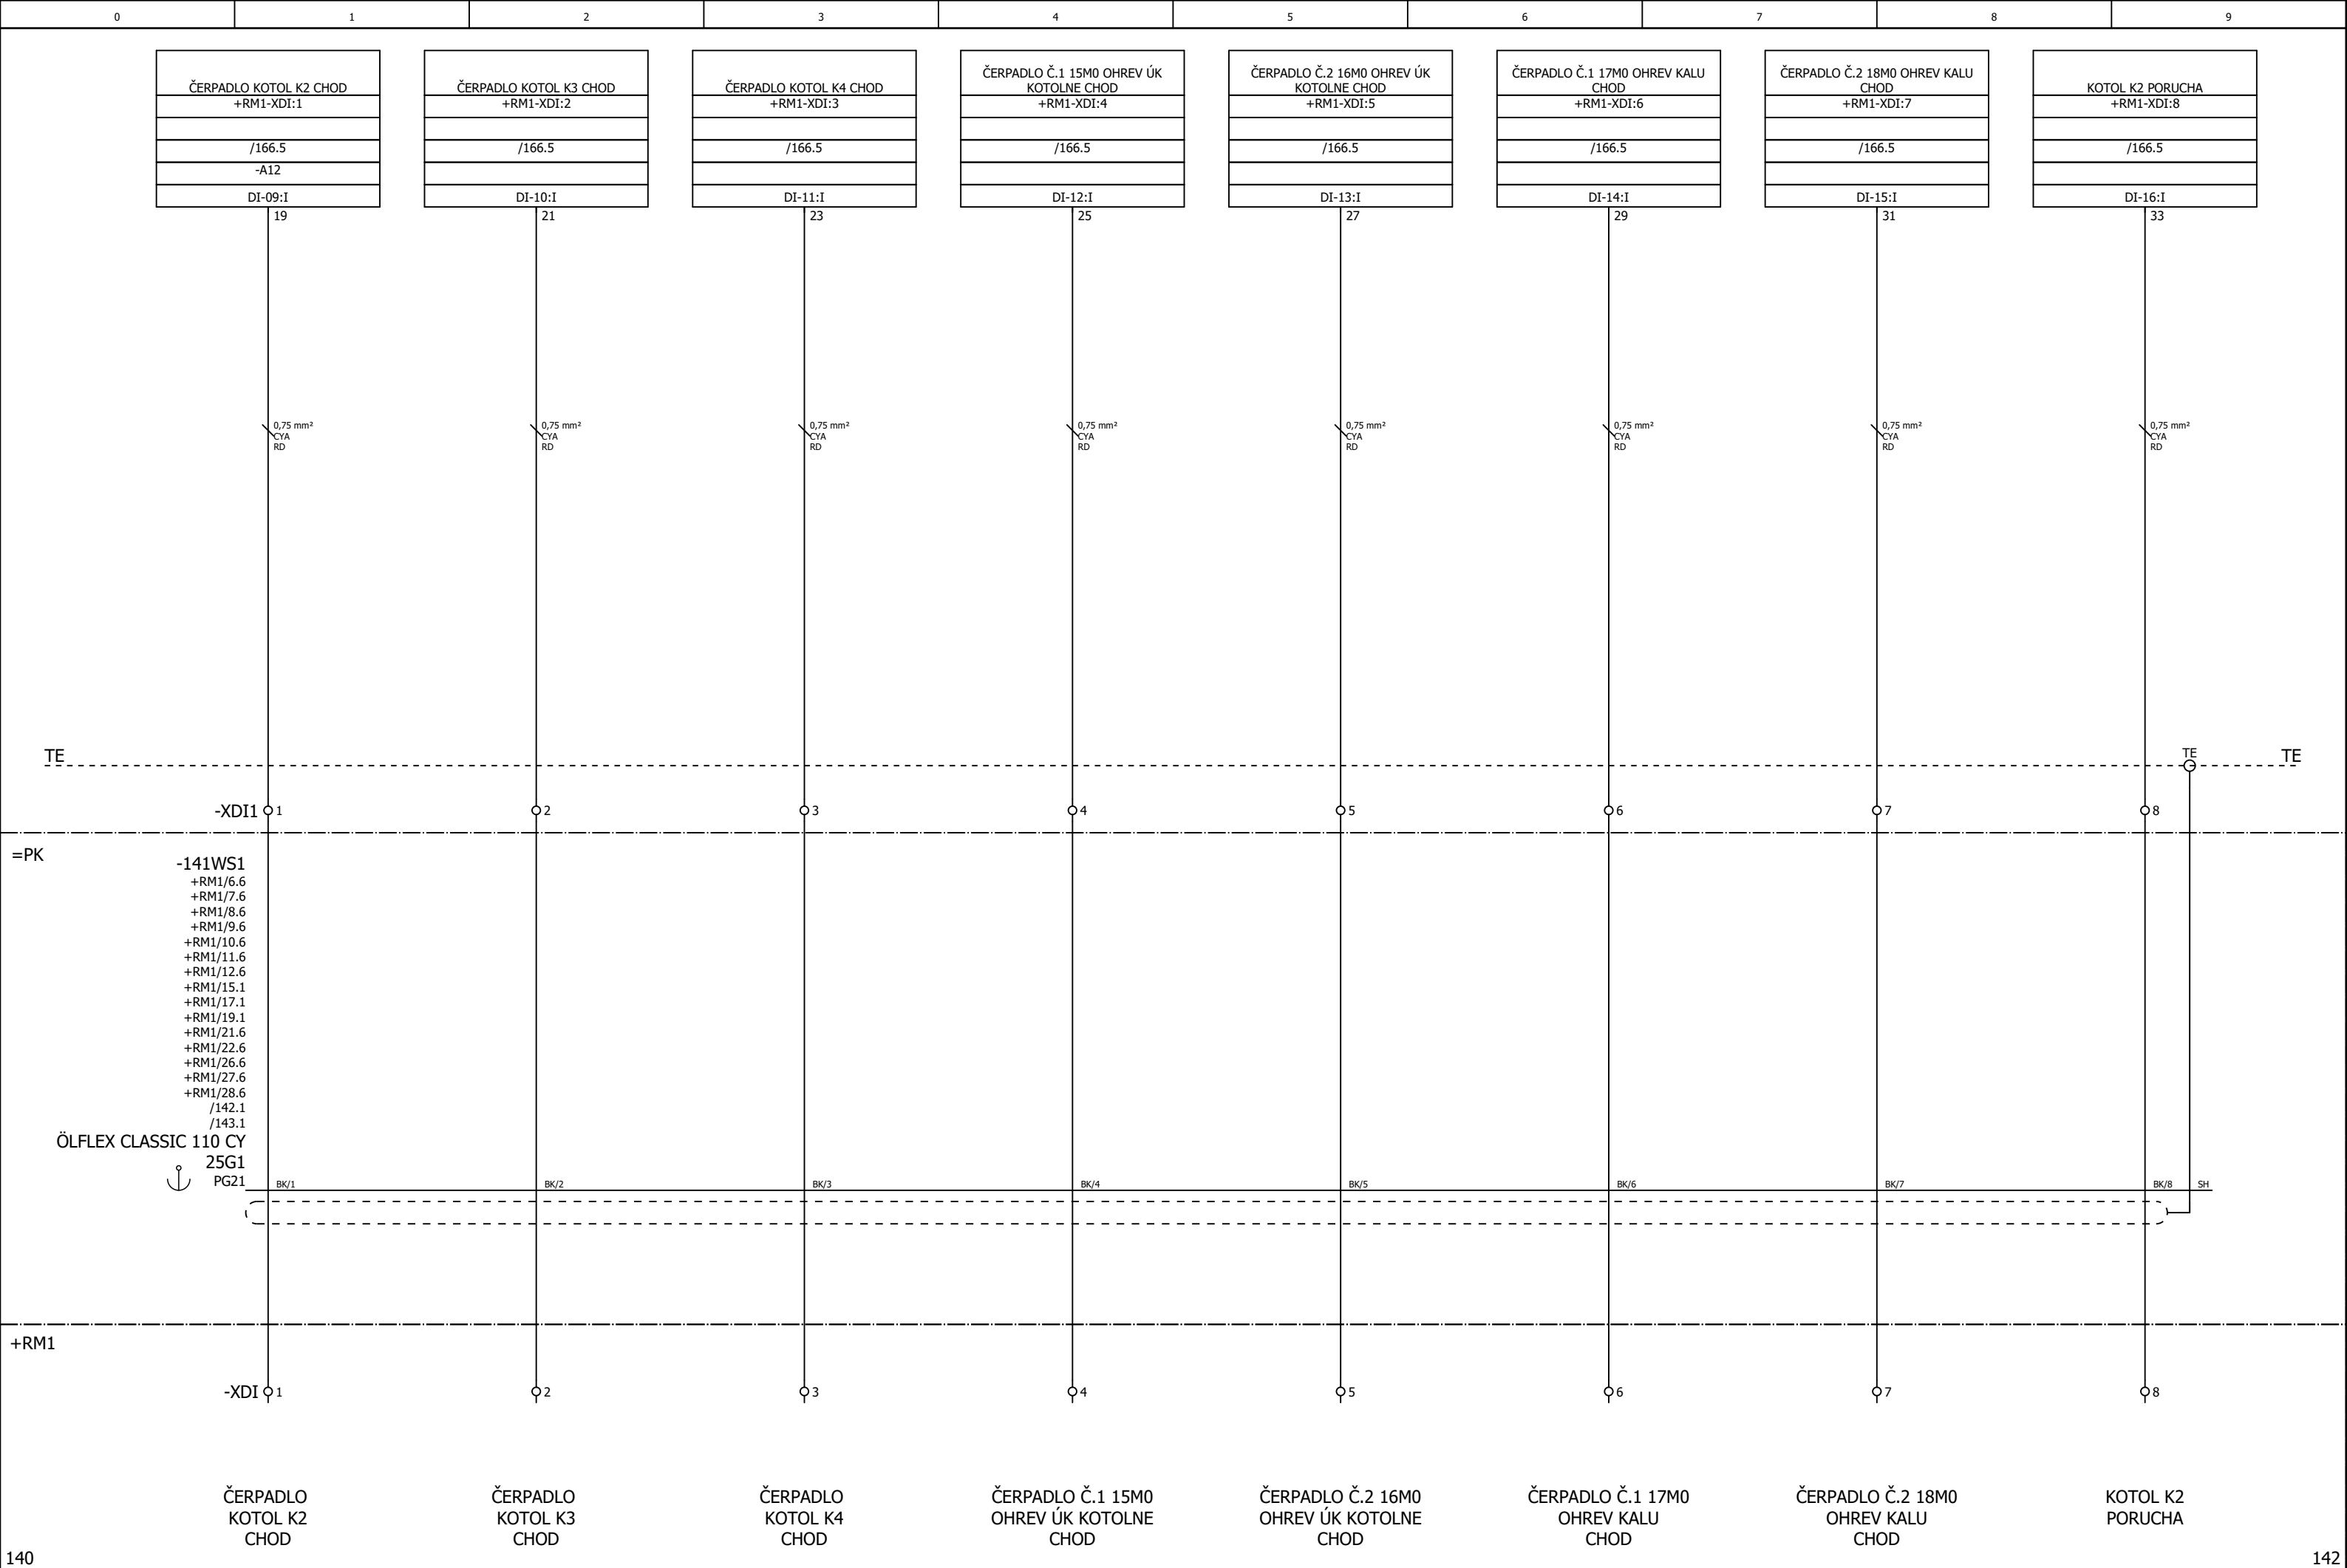 0 1 2 3 4 5 6 7 8 9
ČERPADLO KOTOL K2 CHOD
+RM1-XDI:1
/166.5
-A12
DI-09:I
19
ČERPADLO KOTOL K3 CHOD
+RM1-XDI:2
/166.5
DI-10:I
21
ČERPADLO KOTOL K4 CHOD
+RM1-XDI:3
/166.5
DI-11:I
23
ČERPADLO Č.1 15M0 OHREV ÚK
KOTOLNE CHOD
+RM1-XDI:4
/166.5
DI-12:I
25
ČERPADLO Č.2 16M0 OHREV ÚK
KOTOLNE CHOD
+RM1-XDI:5
/166.5
DI-13:I
27
ČERPADLO Č.1 17M0 OHREV KALU
CHOD
+RM1-XDI:6
/166.5
DI-14:I
29
ČERPADLO Č.2 18M0 OHREV KALU
CHOD
+RM1-XDI:7
/166.5
DI-15:I
31
KOTOL K2 PORUCHA
+RM1-XDI:8
/166.5
DI-16:I
33
0,75 mm²
CYA
RD
0,75 mm²
CYA
RD
0,75 mm²
CYA
RD
0,75 mm²
CYA
RD
0,75 mm²
CYA
RD
0,75 mm²
CYA
RD
0,75 mm²
CYA
RD
0,75 mm²
CYA
RD
TE TE TE
-XDI1 1 2 3 4 5 6 7 8
=PK
-141WS1
+RM1/6.6
+RM1/7.6
+RM1/8.6
+RM1/9.6
+RM1/10.6
+RM1/11.6
+RM1/12.6
+RM1/15.1
+RM1/17.1
+RM1/19.1
+RM1/21.6
+RM1/22.6
+RM1/26.6
+RM1/27.6
+RM1/28.6
/142.1
/143.1
ÖLFLEX CLASSIC 110 CY
25G1
PG21
BK/1 BK/2 BK/3 BK/4 BK/5 BK/6 BK/7 BK/8 SH
+RM1
-XDI 1 2 3 4 5 6 7 8
ČERPADLO
KOTOL K2
CHOD
ČERPADLO
KOTOL K3
CHOD
ČERPADLO
KOTOL K4
CHOD
ČERPADLO Č.1 15M0
OHREV ÚK KOTOLNE
CHOD
ČERPADLO Č.2 16M0
OHREV ÚK KOTOLNE
CHOD
ČERPADLO Č.1 17M0
OHREV KALU
CHOD
ČERPADLO Č.2 18M0
OHREV KALU
CHOD
KOTOL K2
PORUCHA
140 142